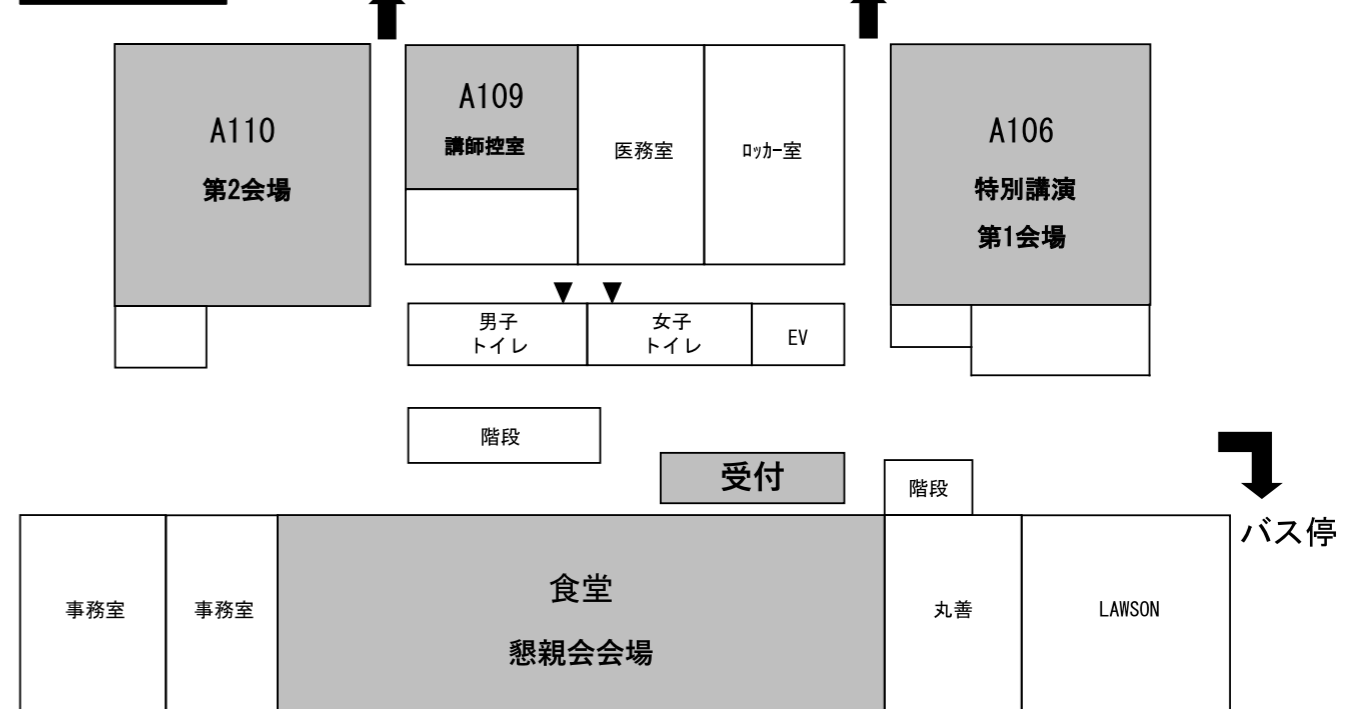 A110
第2会場
A109
講師控室
医務室
ﾛｯｶｰ室
A106
特別講演
第1会場
男子
トイレ
女子
トイレ
EV
階段
受付
階段
バス停
事務室
事務室
食堂
懇親会会場
丸善
LAWSON